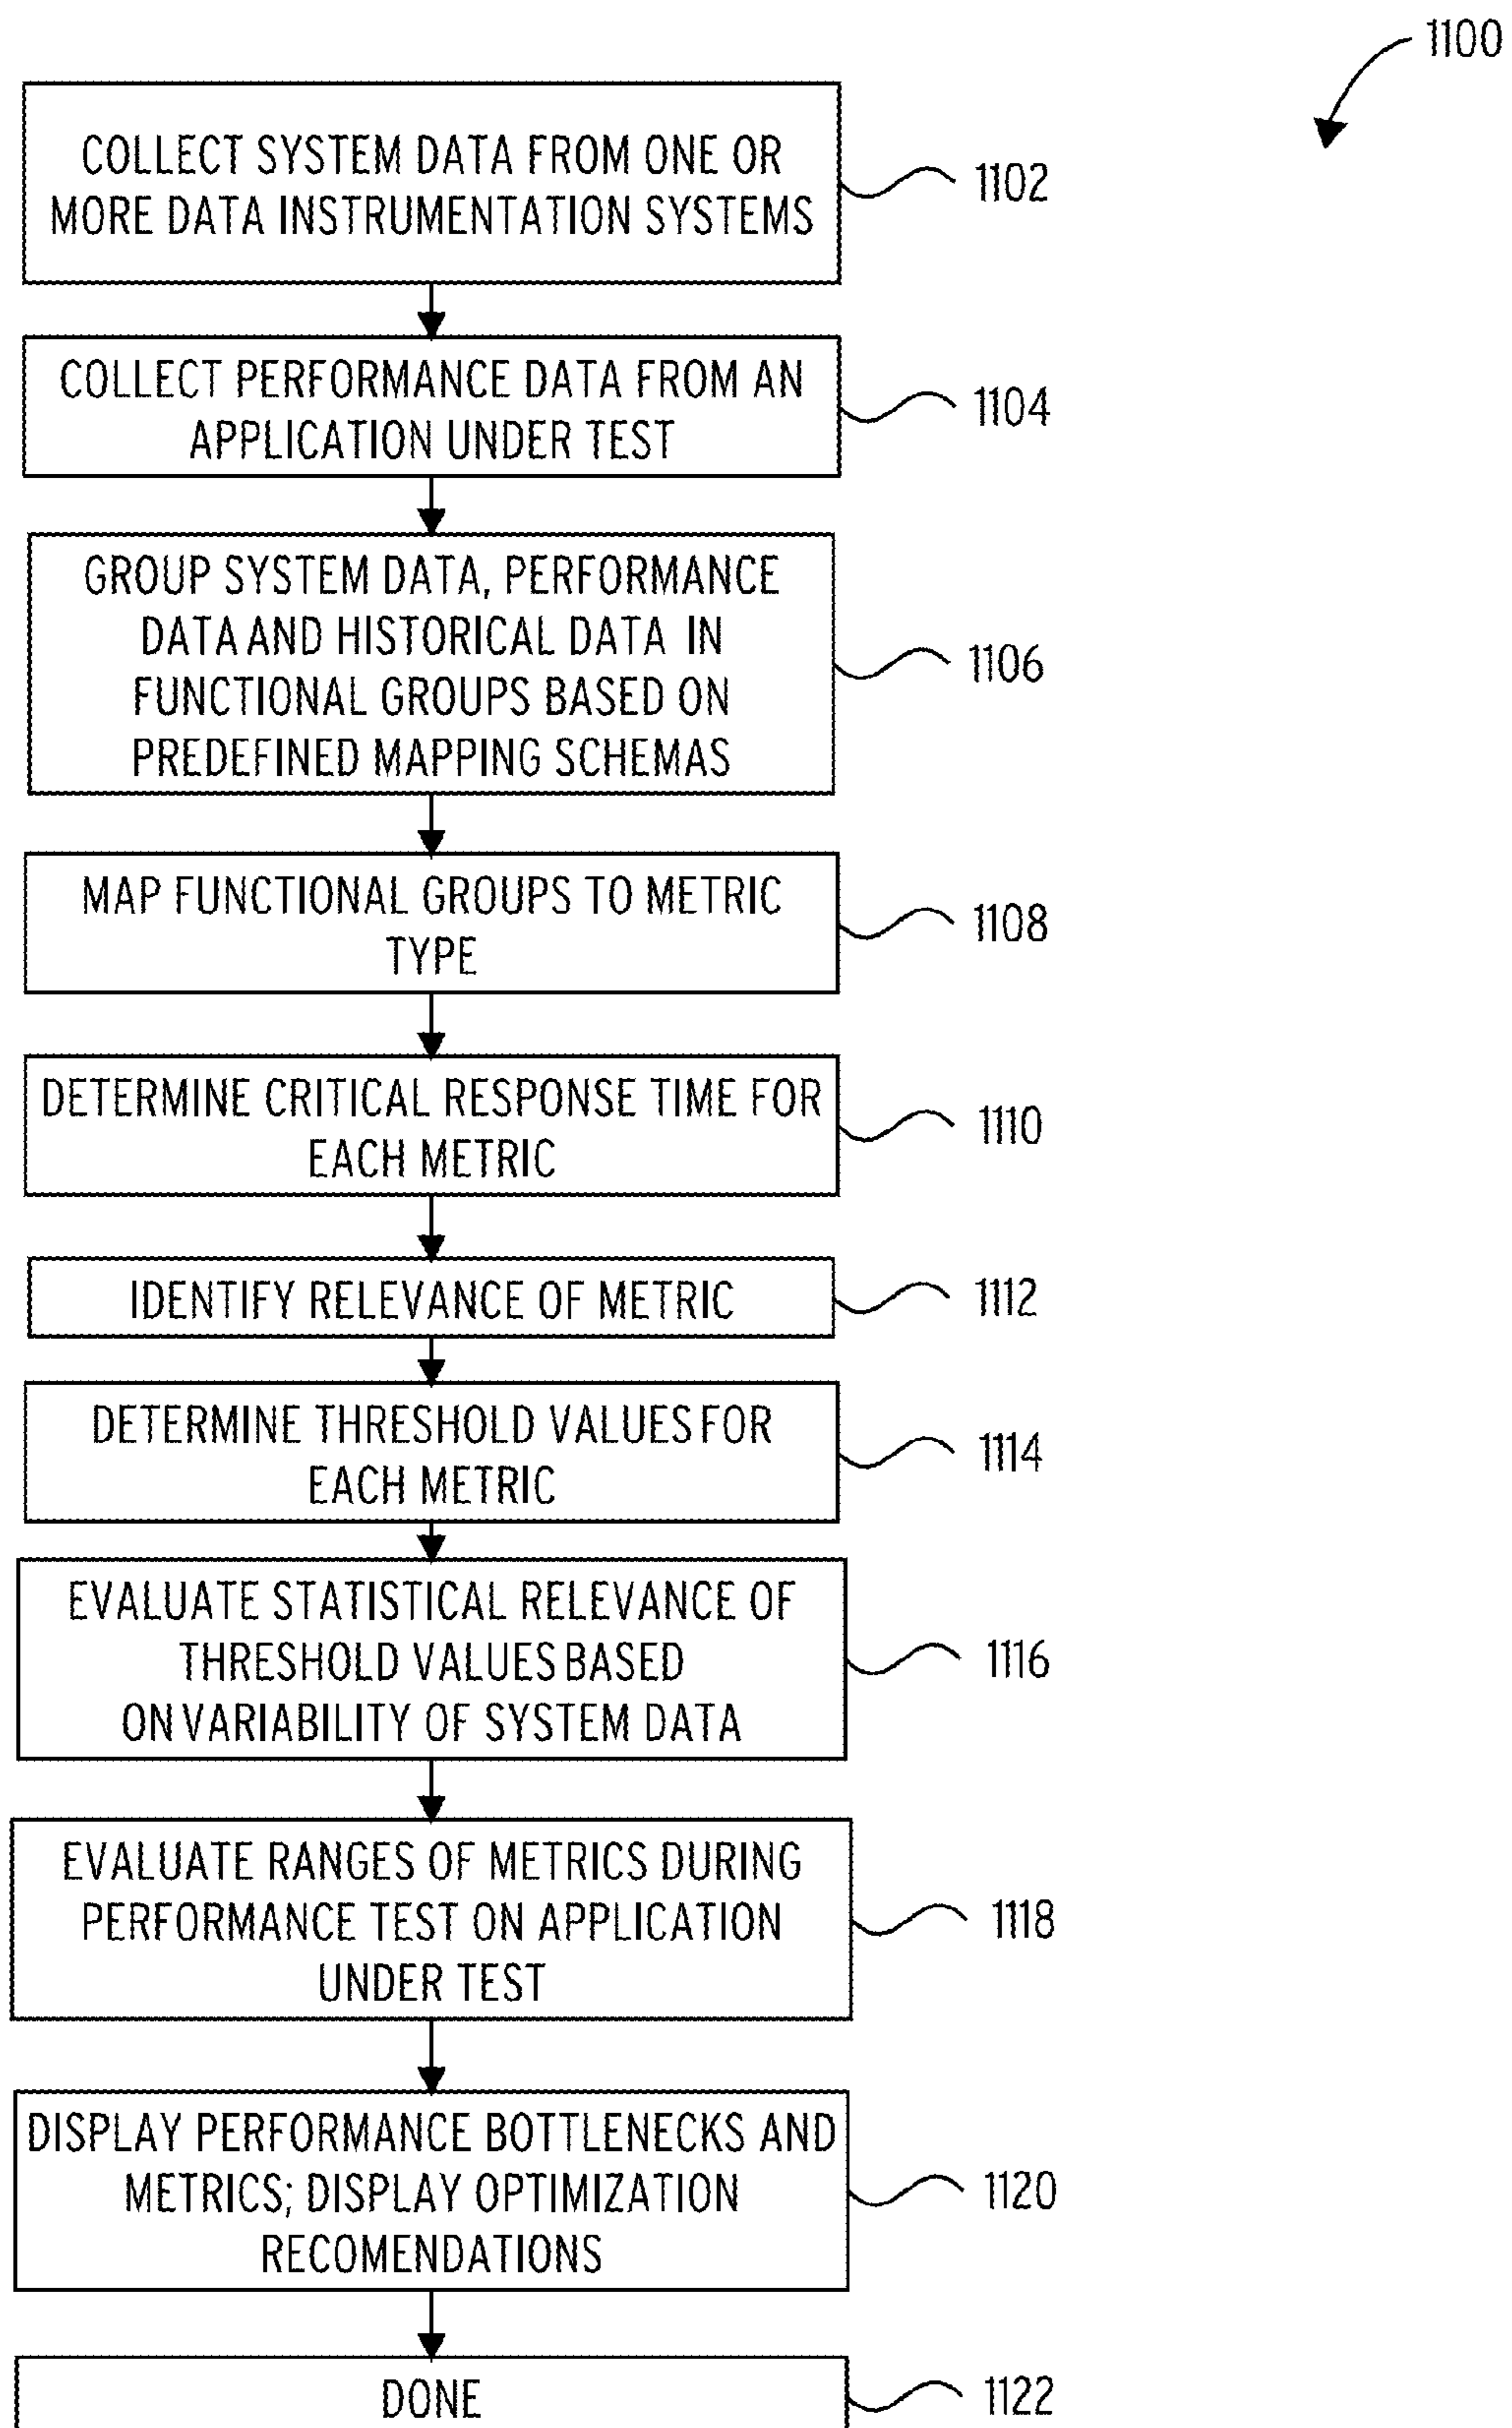 1100
COLLECT SYSTEM DATA FROM ONE OR
MORE DATA INSTRUMENTATION SYSTEMS
1102
COLLECT PERFORMANCE DATA FROM AN
APPLICATION UNDER TEST
1104
GROUP SYSTEM DATA, PERFORMANCE
DATA AND HISTORICAL DATA IN
FUNCTIONAL GROUPS BASED ON
PREDEFINED MAPPING SCHEMAS
1106
MAP FUNCTIONAL GROUPS TO METRIC
TYPE
1108
DETERMINE CRITICAL RESPONSE TIME FOR
EACH METRIC
1110
IDENTIFY RELEVANCE OF METRIC
1112
DETERMINE THRESHOLD VALUES FOR
EACH METRIC
1114
EVALUATE STATISTICAL RELEVANCE OF
THRESHOLD VALUES BASED
ON VARIABILITY OF SYSTEM DATA
1116
EVALUATE RANGES OF METRICS DURING
PERFORMANCE TEST ON APPLICATION
UNDER TEST
1118
DISPLAY PERFORMANCE BOTTLENECKS AND
METRICS; DISPLAY OPTIMIZATION
RECOMENDATIONS
1120
DONE
1122